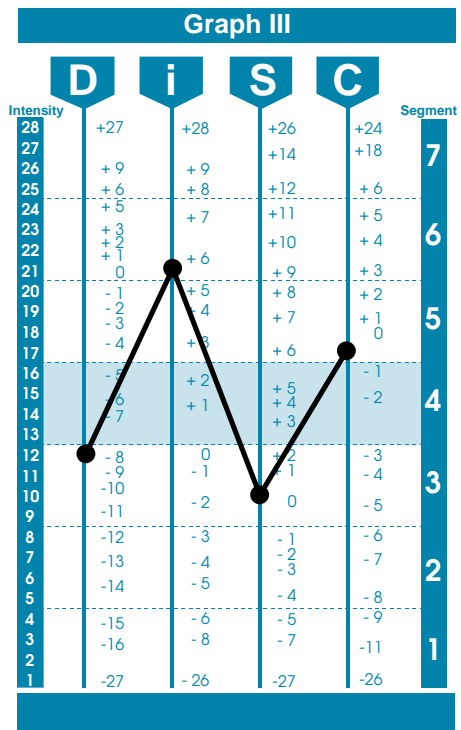 Graph III
D i S C
Intensity Segment
28 +27 +28 +26 +24
27 +14 +18 7
26 + 9 + 9
25 + 6 + 8 +12 + 6
24 + 5 + 7 +11 + 5
23 + 3 6
+ 2 +10 + 4
22 + 1 + 6
21 0 + 9 + 3
20 - 1 + 5 + 8 + 2
19 - 2 - 4 + 7 + 1 5
18 - 3 0
17 - 4 + 3 + 6
16 - 5 + 2 - 1
15 -6 + 1 + 5 - 2 4
14 - 7 + 4
13 + 3
12 - 8 0 + 2 - 3
11 - 9 - 1 + 1 - 4 3
10 -10 - 2 0 - 5
9 -11
8 -12 - 3 - 1 - 6
7 -13 - 4 - 2 - 7 2
6 -14 - 5 - 3
5 - 4 - 8
4 -15 - 6 - 5 - 9
3 -16 - 8 - 7 -11 1
2
1 -27 - 26 -27 -26